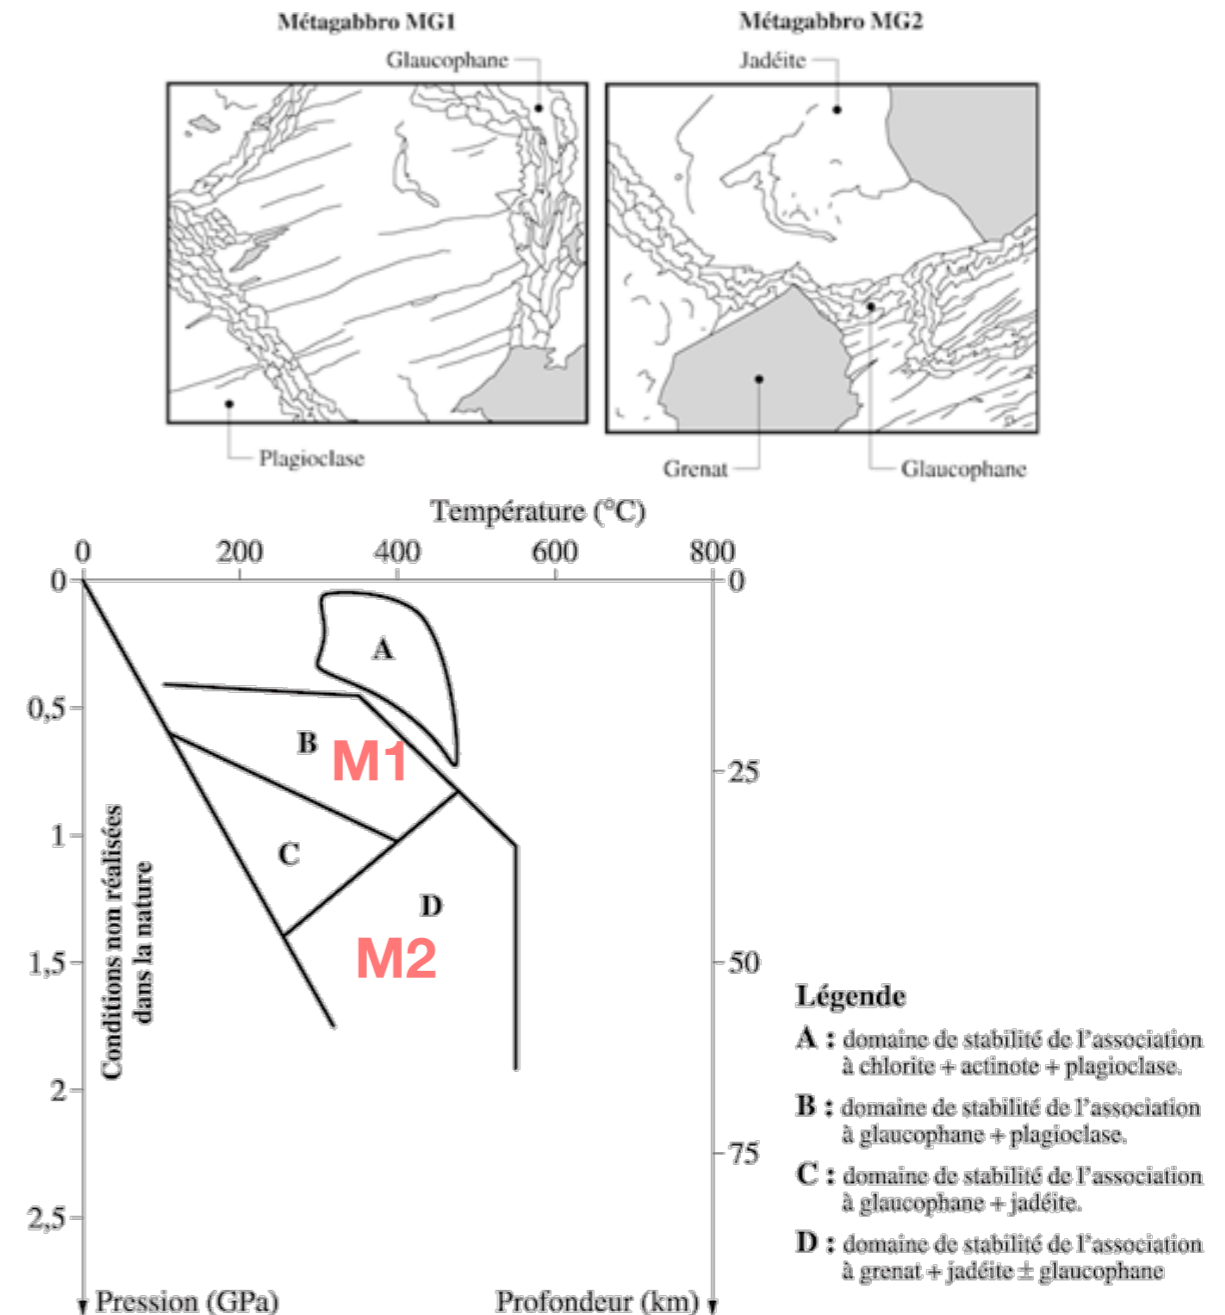 Métagabbro MG1
Métagabbro MG2
Glaucophane
Jadéite
Plagioclase
Grenat
Glaucophane
Température (°C)
0 200 400 600 800
0
0
A
0,5
B
M1
25
1
C
D
Conditions non réalisées
dans la nature
M2
1,5
50
2
75
2,5
Pression (GPa)
Profondeur (km)
Légende
A : domaine de stabilité de l'association
à chlorite + actinote + plagioclase.
B : domaine de stabilité de l'association
à glaucophane + plagioclase.
C : domaine de stabilité de l'association
à glaucophane + jadéite.
D : domaine de stabilité de l'association
à grenat + jadéite ± glaucophane